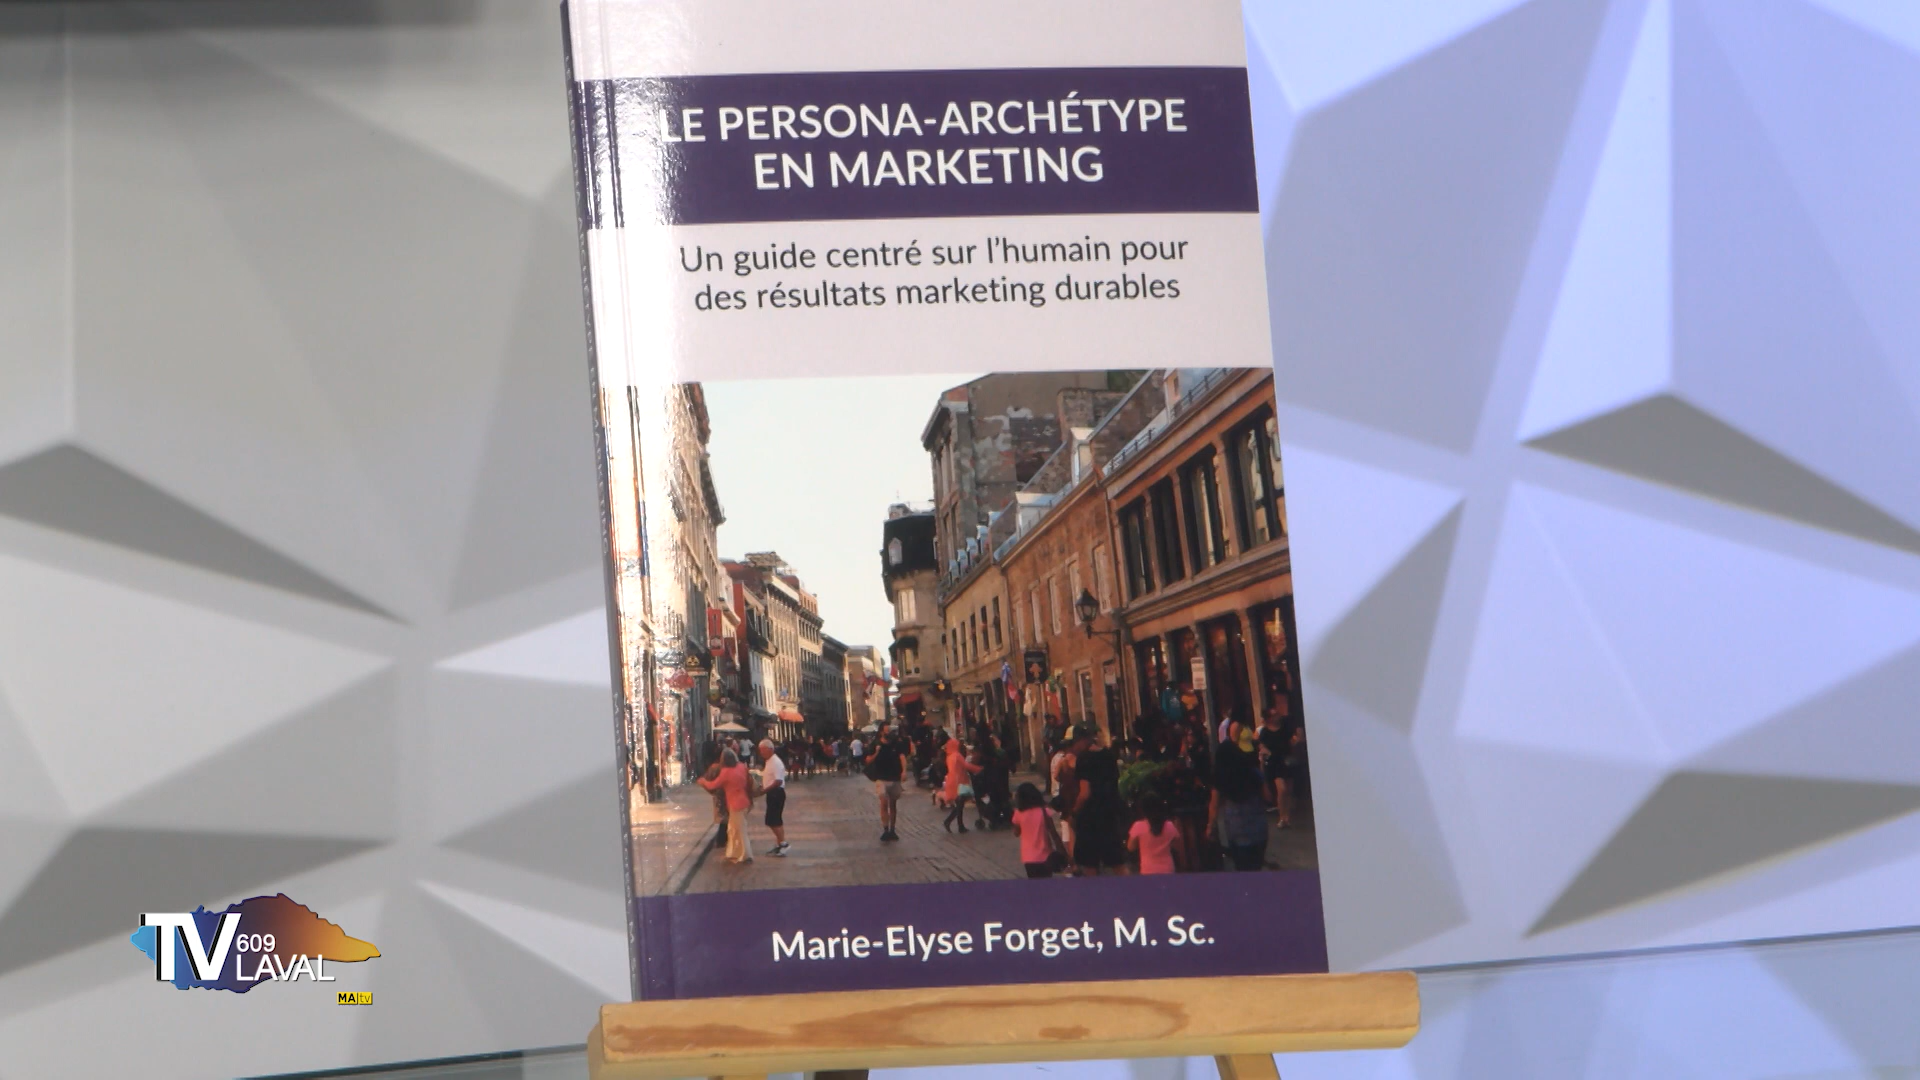 LE PERSONA-ARCHÉTYPE
EN MARKETING
Un guide centré sur l'humain pour
des résultats marketing durables
Marie-Elyse Forget, M. Sc.
TV 609
LAVAL
MAtv